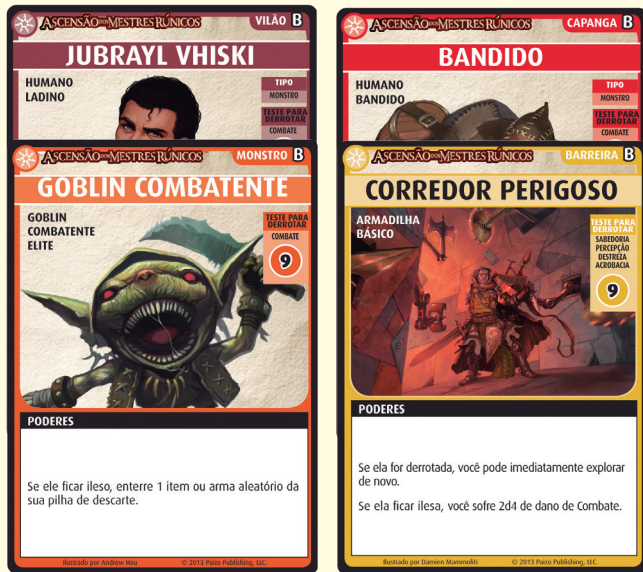 ASCENSÃO DOS MESTRES RÚNICOS
VILÃO B
JUBRAYL VHISKI
HUMANO
LADINO
TIPO
MONSTRO
TESTE PARA
DERROTAR
COMBATE
ASCENSÃO DOS MESTRES RÚNICOS
MONSTRO B
GOBLIN COMBATENTE
GOBLIN
COMBATENTE
ELITE
TESTE PARA
DERROTAR
COMBATE
9
PODERES
Se ele ficar ileso, enterre 1 item ou arma aleatório da
sua pilha de descarte.
Ilustrado por Andrew Hou
© 2013 Paizo Publishing, LLC.
ASCENSÃO DOS MESTRES RÚNICOS
CAPANGA B
BANDIDO
HUMANO
BANDIDO
TIPO
MONSTRO
TESTE PARA
DERROTAR
COMBATE
ASCENSÃO DOS MESTRES RÚNICOS
BARREIRA B
CORREDOR PERIGOSO
ARMADILHA
BÁSICO
TESTE PARA
DERROTAR
SABEDORIA
PERCEPÇÃO
DESTREZA
ACROBACIA
9
PODERES
Se ela for derrotada, você pode imediatamente explorar
de novo.
Se ela ficar ilesa, você sofre 2d4 de dano de Combate.
Ilustrado por Damien Mammoliti
© 2013 Paizo Publishing, LLC.